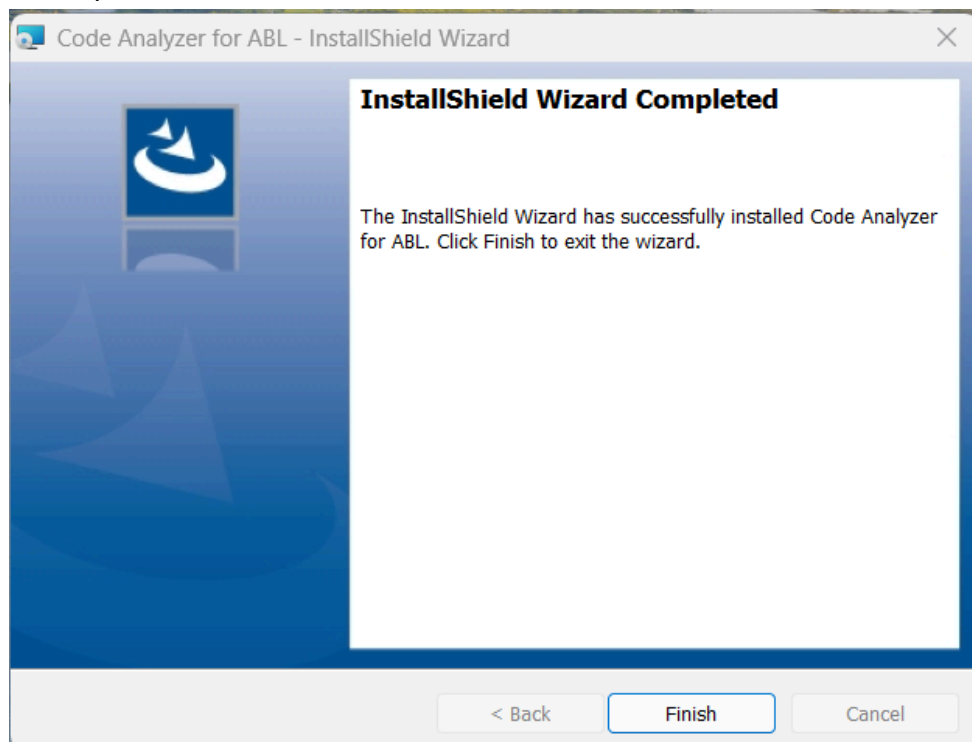 Code Analyzer for ABL - InstallShield Wizard
InstallShield Wizard Completed
The InstallShield Wizard has successfully installed Code Analyzer
for ABL. Click Finish to exit the wizard.
< Back
Finish
Cancel